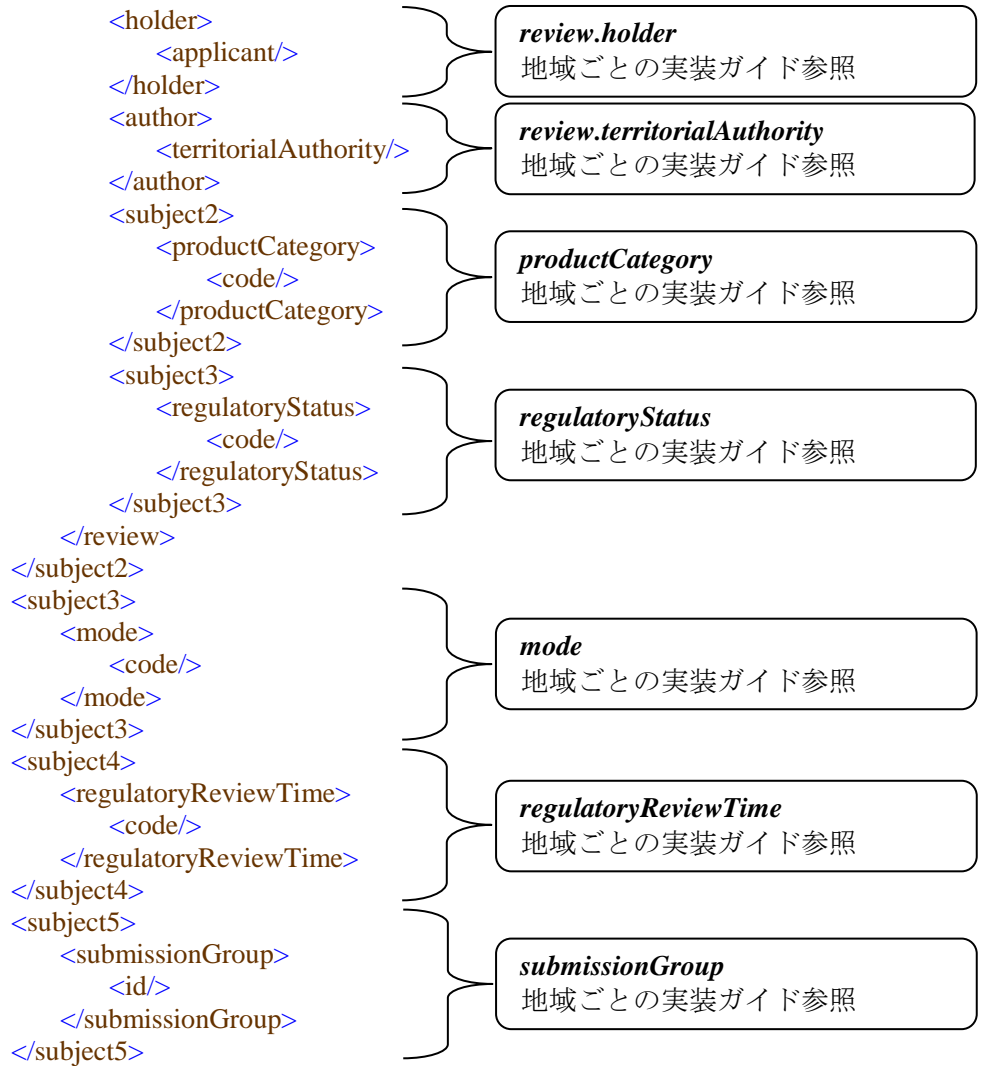 <holder>
<applicant/>
</holder>
review.holder
地域ごとの実装ガイド参照
<author>
<territorialAuthority/>
</author>
review.territorialAuthority
地域ごとの実装ガイド参照
<subject2>
<productCategory>
<code/>
</productCategory>
</subject2>
productCategory
地域ごとの実装ガイド参照
<subject3>
<regulatoryStatus>
<code/>
</regulatoryStatus>
</subject3>
regulatoryStatus
地域ごとの実装ガイド参照
</review>
</subject2>
<subject3>
<mode>
<code/>
</mode>
</subject3>
mode
地域ごとの実装ガイド参照
<subject4>
<regulatoryReviewTime>
<code/>
</regulatoryReviewTime>
</subject4>
regulatoryReviewTime
地域ごとの実装ガイド参照
<subject5>
<submissionGroup>
<id/>
</submissionGroup>
</subject5>
submissionGroup
地域ごとの実装ガイド参照